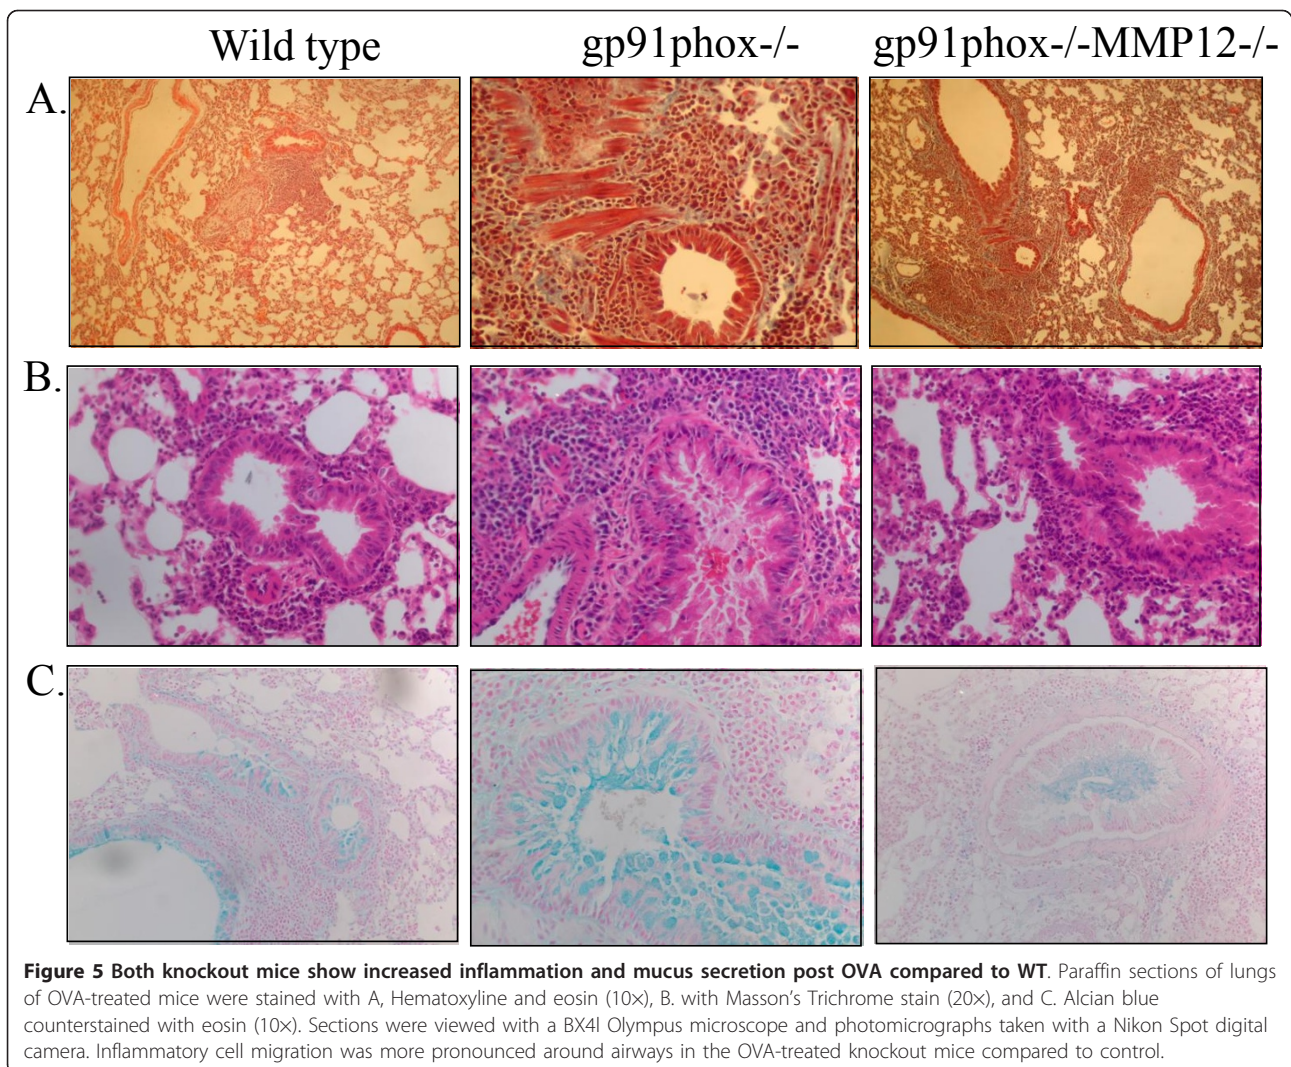 Wild type
gp91phox-/-
gp91phox-/-MMP12-/-
A.
B.
C.
Figure 5 Both knockout mice show increased inflammation and mucus secretion post OVA compared to WT. Paraffin sections of lungs
of OVA-treated mice were stained with A, Hematoxyline and eosin (10×), B. with Masson's Trichrome stain (20×), and C. Alcian blue
counterstained with eosin (10×). Sections were viewed with a BX4l Olympus microscope and photomicrographs taken with a Nikon Spot digital
camera. Inflammatory cell migration was more pronounced around airways in the OVA-treated knockout mice compared to control.